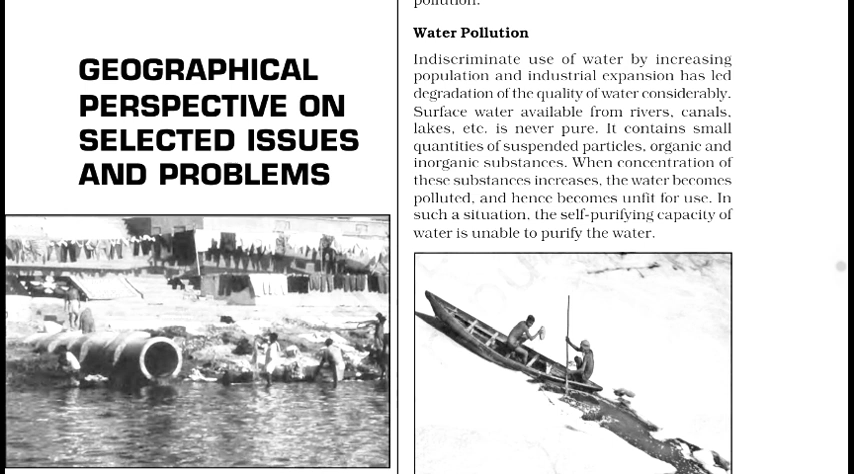 GEOGRAPHICAL
PERSPECTIVE ON
SELECTED ISSUES
AND PROBLEMS
pollution.
Water Pollution
Indiscriminate use of water by increasing
population and industrial expansion has led
degradation of the quality of water considerably.
Surface water available from rivers, canals,
lakes, etc. is never pure. It contains small
quantities of suspended particles, organic and
inorganic substances. When concentration of
these substances increases, the water becomes
polluted, and hence becomes unfit for use. In
such a situation, the self-purifying capacity of
water is unable to purify the water.